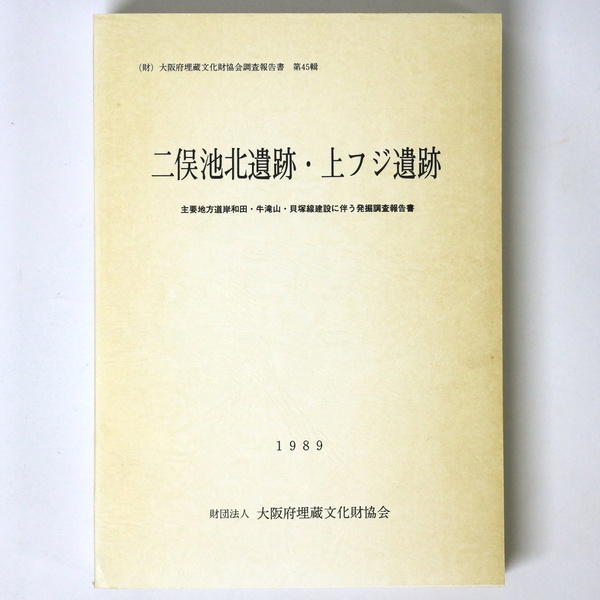 (財) 大阪府埋蔵文化財協会調査報告書 第45輯
二俣池北遺跡・上フジ遺跡
主要地方道岸和田・牛滝山・貝塚線建設に伴う発掘調査報告書
1989
財団法人 大阪府埋蔵文化財協会